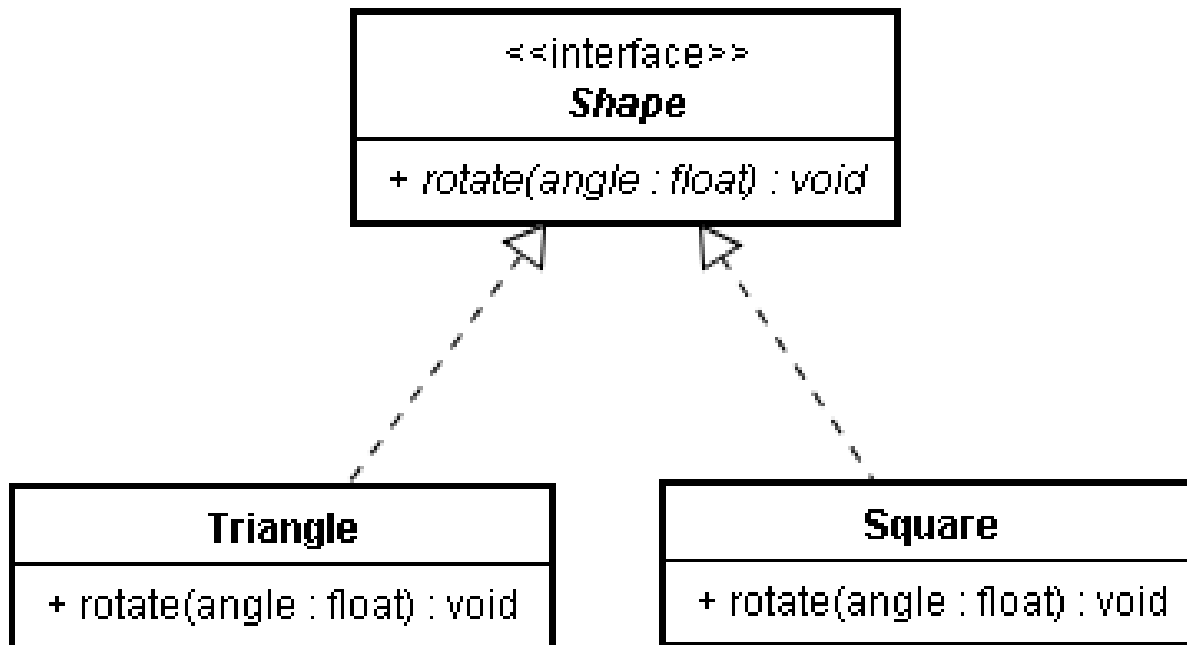 <<interface>>
Shape
+ rotate(angle : float) : void
Triangle
+ rotate(angle : float) : void
Square
+ rotate(angle : float) : void